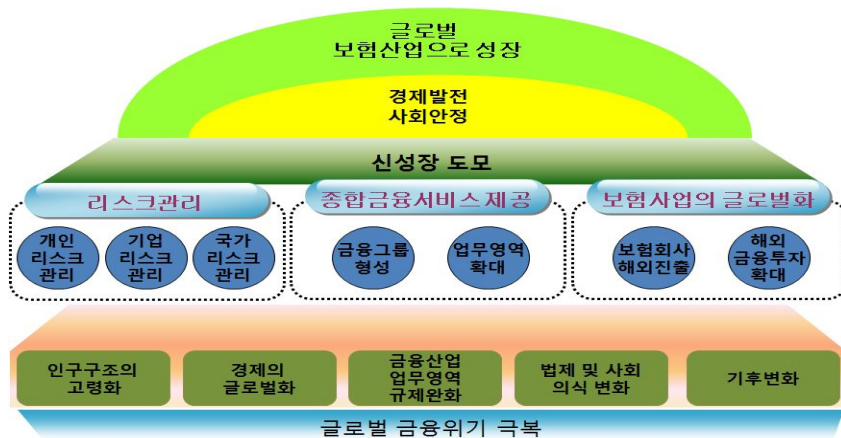 글로벌
보험산업으로 성장
경제발전
사회안정
신성장 도모
리스크관리
종합금융서비스 제공
보험사업의 글로벌화
개인
리스크
관리
기업
리스크
관리
국가
리스크
관리
금융그룹
형성
업무영역
확대
보험회사
해외진출
해외
금융투자
확대
인구구조의
고령화
경제의
글로벌화
금융산업
업무영역
규제완화
법제 및 사회
의식 변화
기후변화
글로벌 금융위기 극복